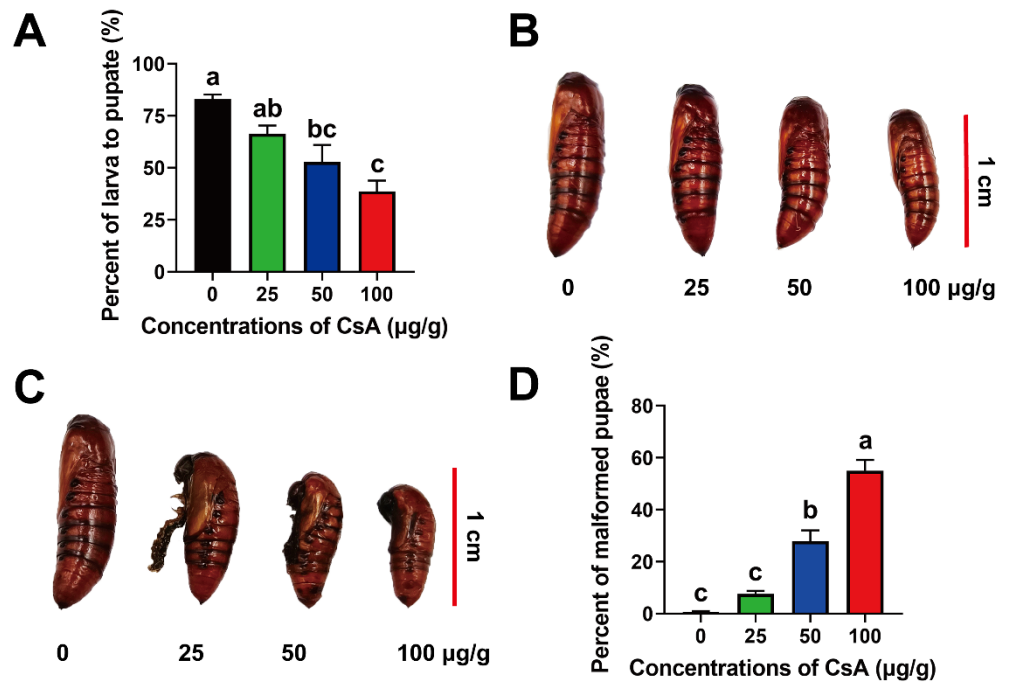 A
Percent of larva to pupate (%)
100
75
50
25
0
a
ab
bc
c
0 25 50 100
Concentrations of CsA (µg/g)
B
1 cm
0 25 50 100 µg/g
C
1 cm
0 25 50 100 µg/g
D
Percent of malformed pupae (%)
80
60
40
20
0
c
c
b
a
0 25 50 100
Concentrations of CsA (µg/g)